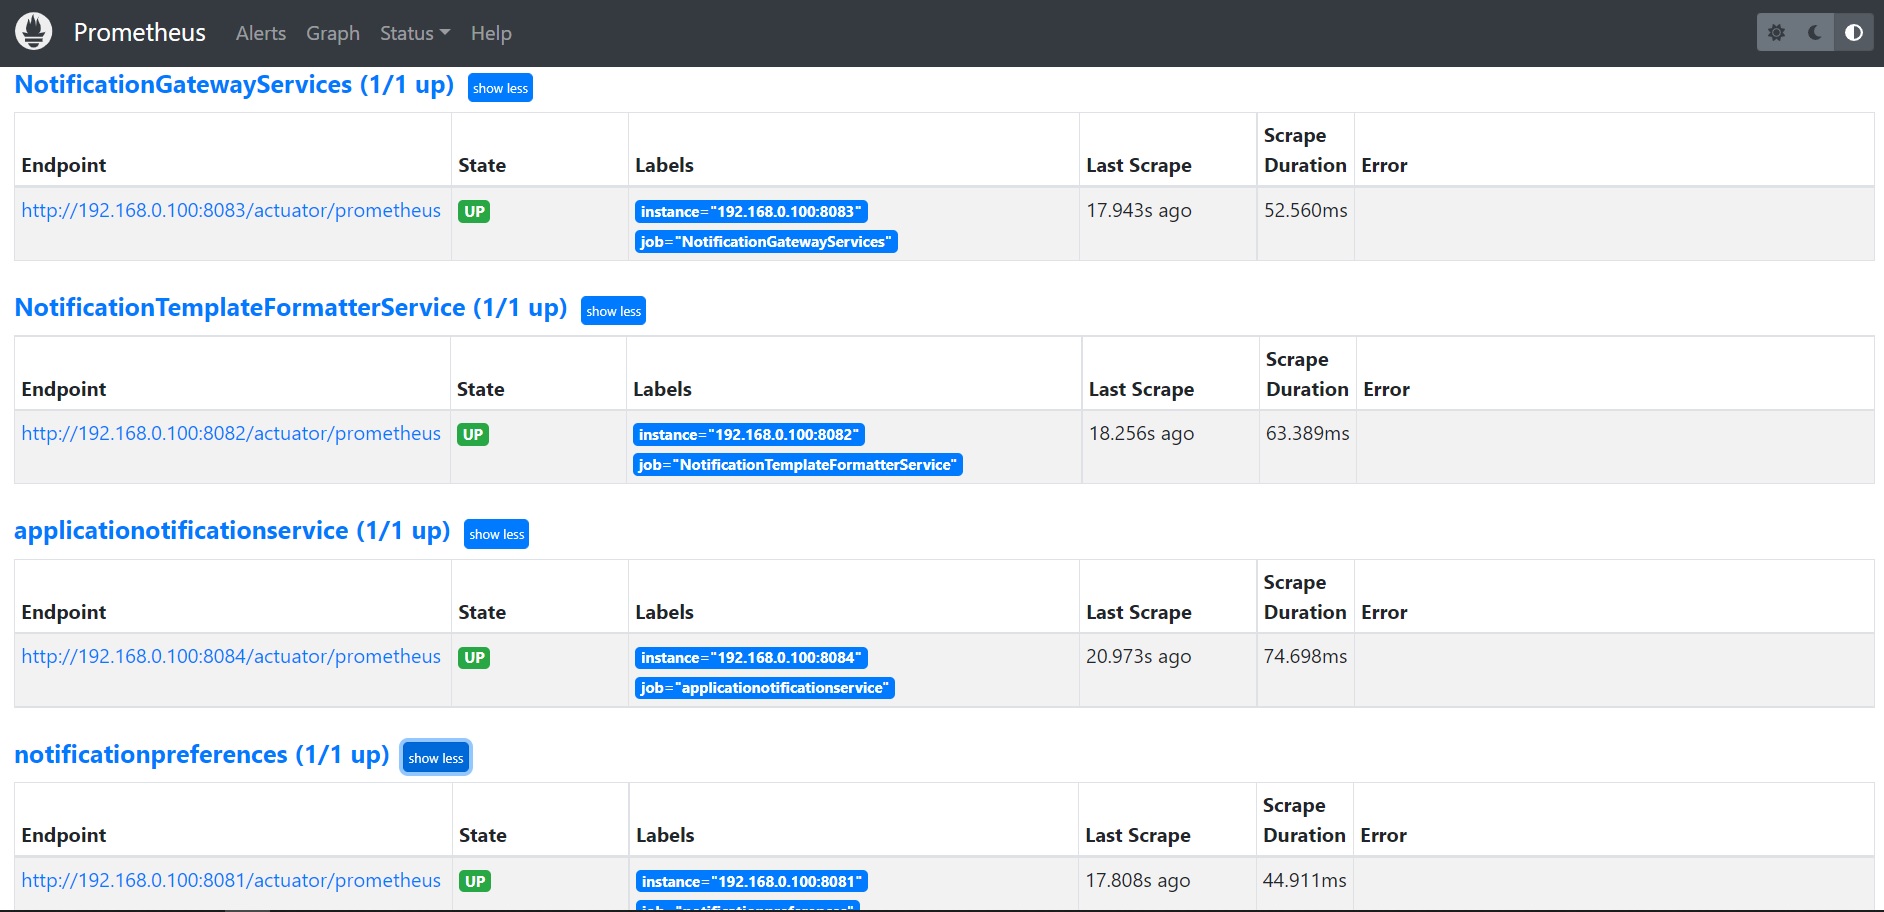 Prometheus Alerts Graph Status Help
NotificationGatewayServices (1/1 up) show less
Endpoint State Labels Last Scrape Scrape Duration Error
http://192.168.0.100:8083/actuator/prometheus UP instance="192.168.0.100:8083" 17.943s ago 52.560ms
job="NotificationGatewayServices"
NotificationTemplateFormatterService (1/1 up) show less
Endpoint State Labels Last Scrape Scrape Duration Error
http://192.168.0.100:8082/actuator/prometheus UP instance="192.168.0.100:8082" 18.256s ago 63.389ms
job="NotificationTemplateFormatterService"
applicationotificationservice (1/1 up) show less
Endpoint State Labels Last Scrape Scrape Duration Error
http://192.168.0.100:8084/actuator/prometheus UP instance="192.168.0.100:8084" 20.973s ago 74.698ms
job="applicationotificationservice"
notificationpreferences (1/1 up) show less
Endpoint State Labels Last Scrape Scrape Duration Error
http://192.168.0.100:8081/actuator/prometheus UP instance="192.168.0.100:8081" 17.808s ago 44.911ms